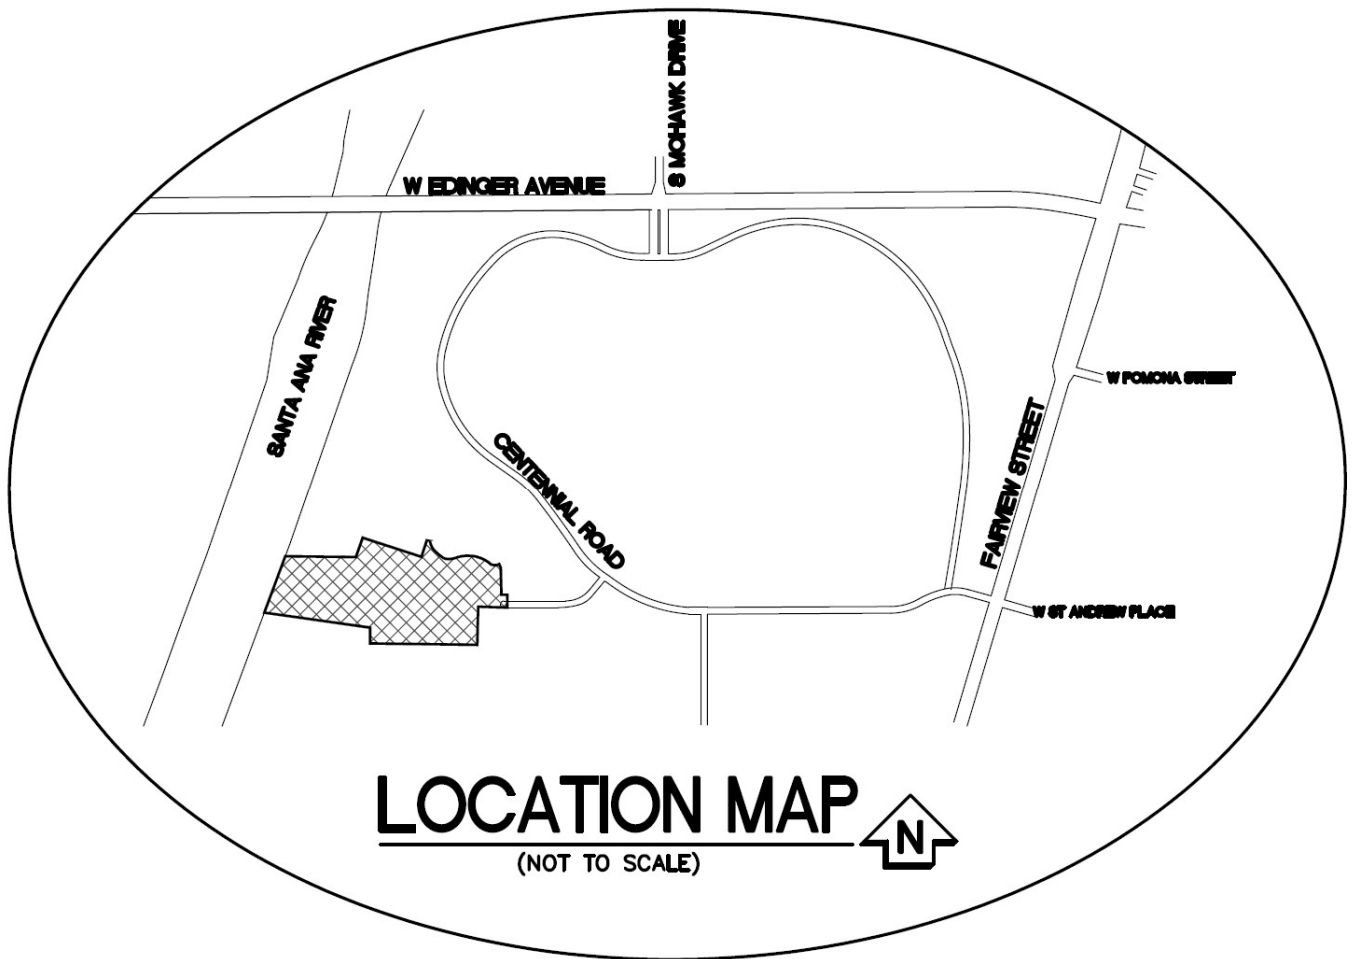 S MOHAWK DRIVE
W EDINGER AVENUE
SANTA ANA RIVER
W POMONA STREET
CENTENNIAL ROAD
FAIRVIEW STREET
W ST ANDREW PLACE
LOCATION MAP
N
(NOT TO SCALE)